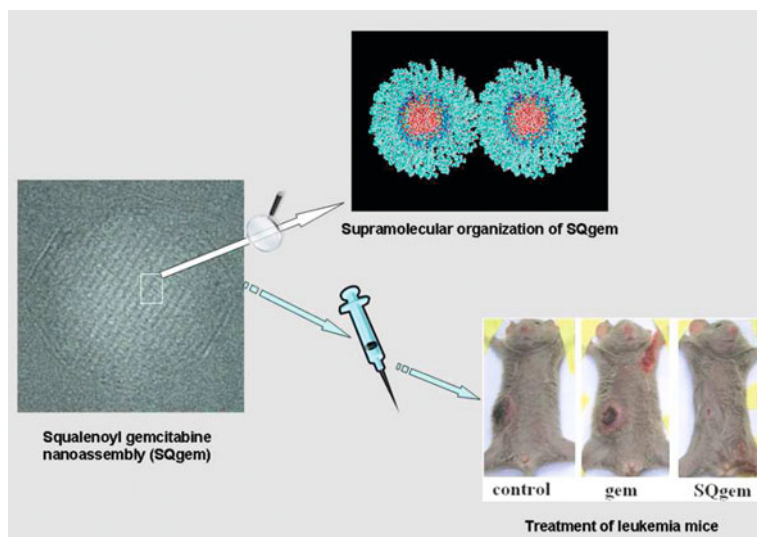 Supramolecular organization of SQgem
Squalenoyl gemcitabine
nanoassembly (SQgem)
control gem SQgem
Treatment of leukemia mice